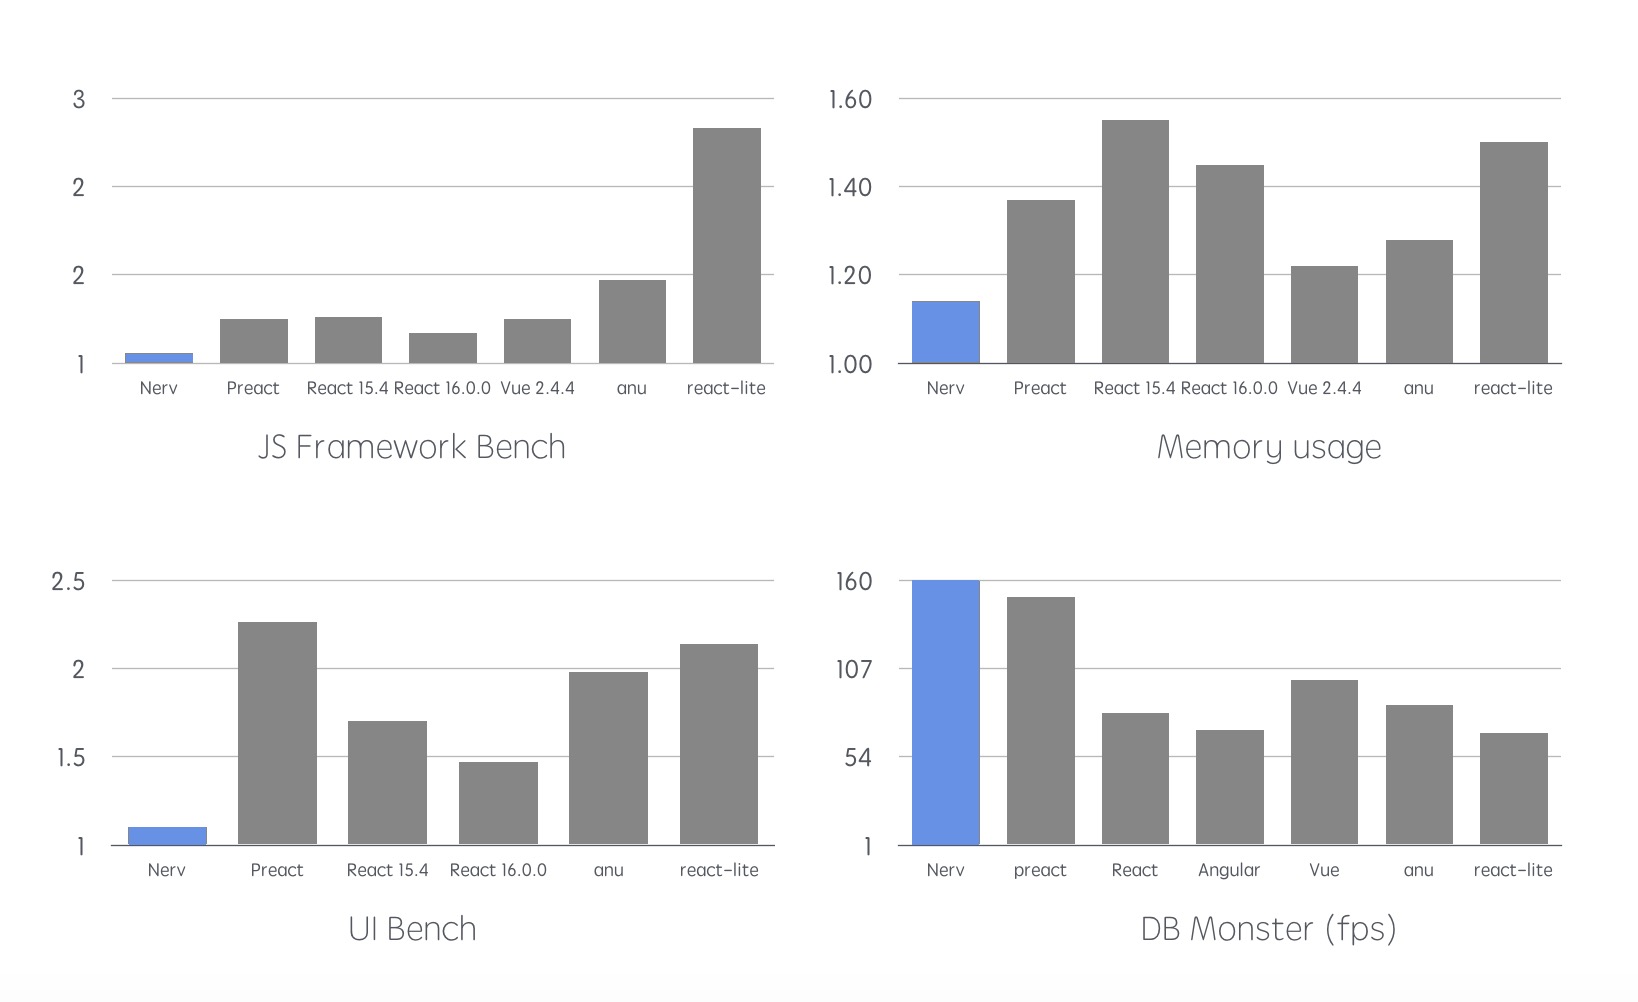 3
2
2
1
Nerv Preact React 15.4 React 16.0.0 Vue 2.4.4 anu react-lite
JS Framework Bench
1.60
1.40
1.20
1.00
Nerv Preact React 15.4 React 16.0.0 Vue 2.4.4 anu react-lite
Memory usage
2.5
2
1.5
1
Nerv Preact React 15.4 React 16.0.0 anu react-lite
UI Bench
160
107
54
1
Nerv preact React Angular Vue anu react-lite
DB Monster (fps)